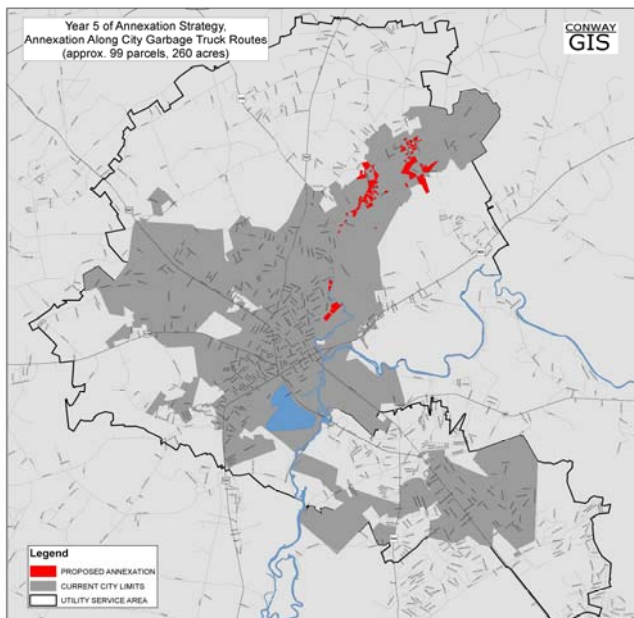 Year 5 of Annexation Strategy,
Annexation Along City Garbage Truck Routes
(approx. 99 parcels, 260 acres)
CONWAY
GIS
Legend
PROPOSED ANNEXATION
CURRENT CITY LIMITS
UTILITY SERVICE AREA